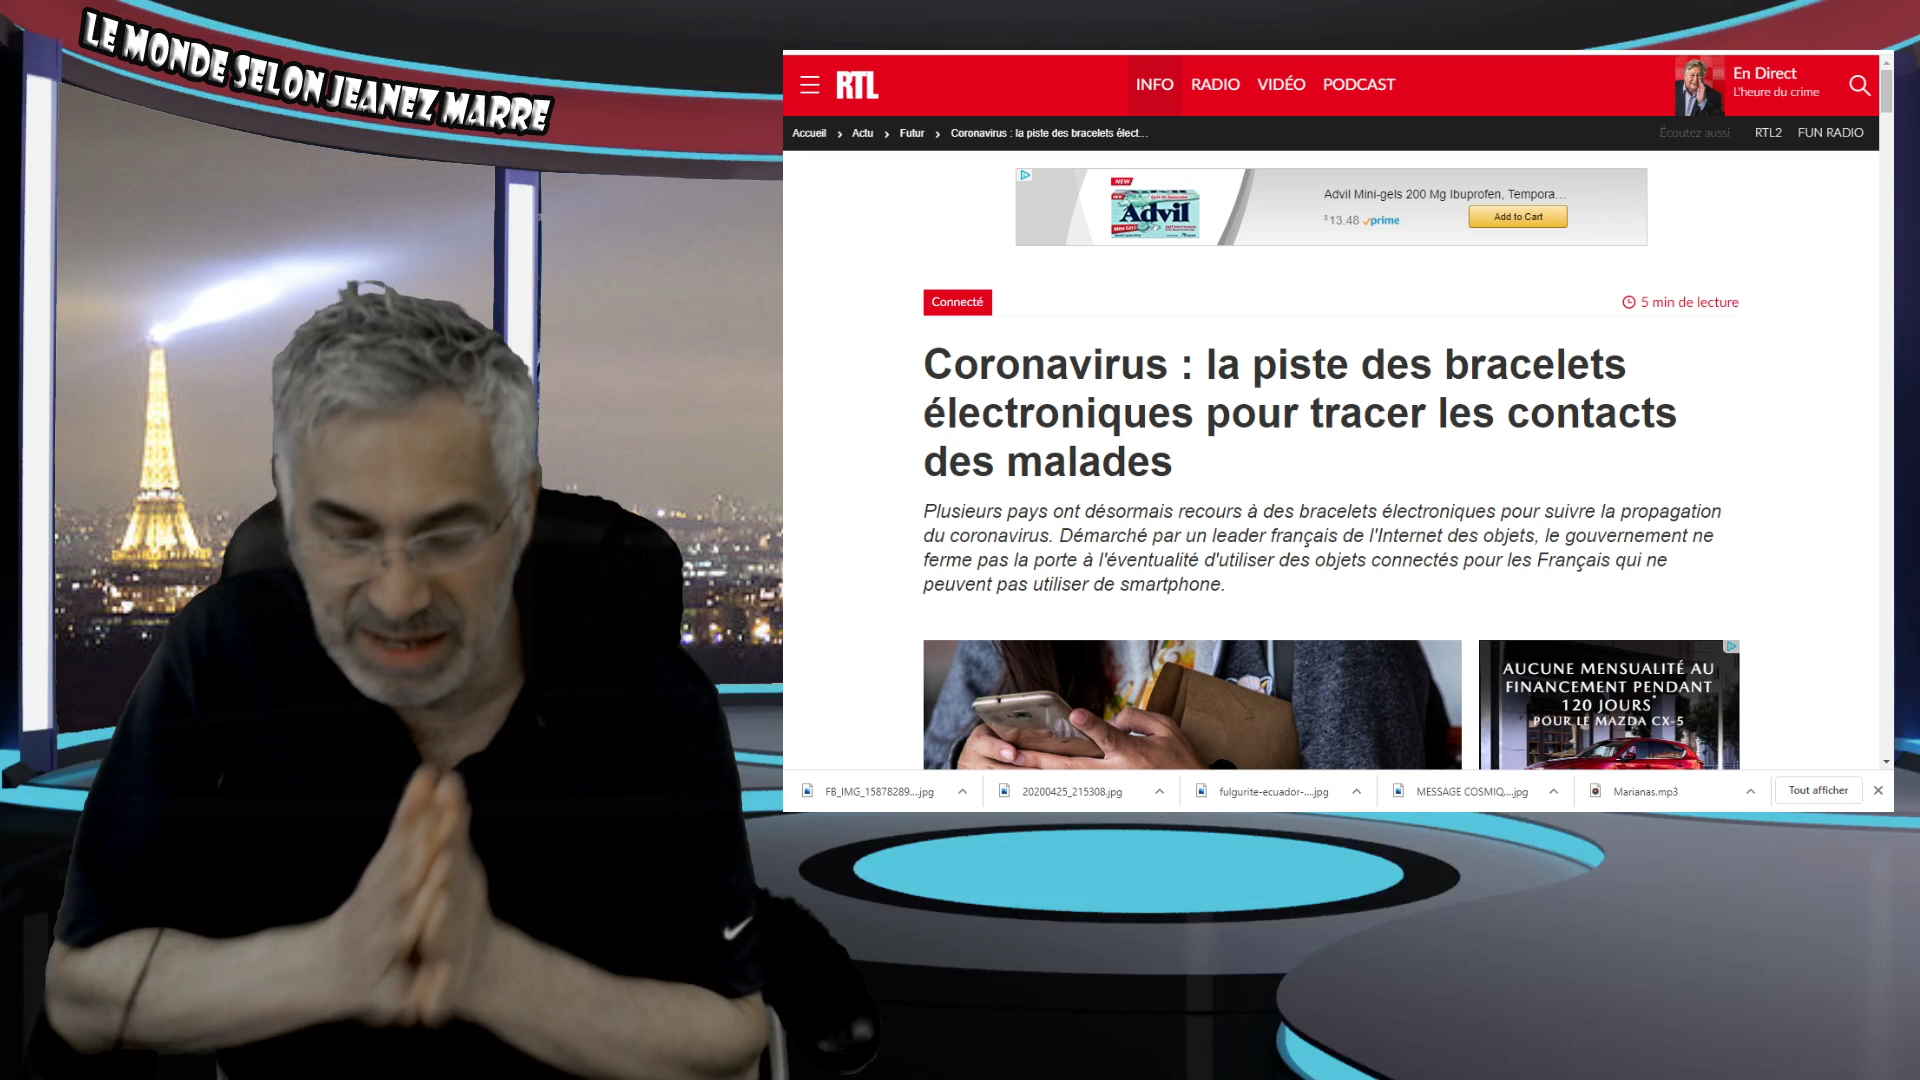 LE MONDE SELON JEANEZ MARRE
RTL
INFO RADIO VIDÉO PODCAST
En Direct
L'heure du crime
Accueil > Actu > Futur > Coronavirus : la piste des bracelets élect...
Écoutez aussi RTL2 FUN RADIO
NEW
Advil
Advil Mini-gels 200 Mg Ibuprofen, Tempora...
$13.48 prime
Add to Cart
Connecté
5 min de lecture
Coronavirus : la piste des bracelets
électroniques pour tracer les contacts
des malades
Plusieurs pays ont désormais recours à des bracelets électroniques pour suivre la propagation
du coronavirus. Démarché par un leader français de l'Internet des objets, le gouvernement ne
ferme pas la porte à l'éventualité d'utiliser des objets connectés pour les Français qui ne
peuvent pas utiliser de smartphone.
AUCUNE MENSUALITÉ AU
FINANCEMENT PENDANT
120 JOURS*
POUR LE MAZDA CX-5
FB_IMG_15878289....jpg
20200425_215308.jpg
fulgurite-ecuador-....jpg
MESSAGE COSMIQ....jpg
Marianas.mp3
Tout afficher